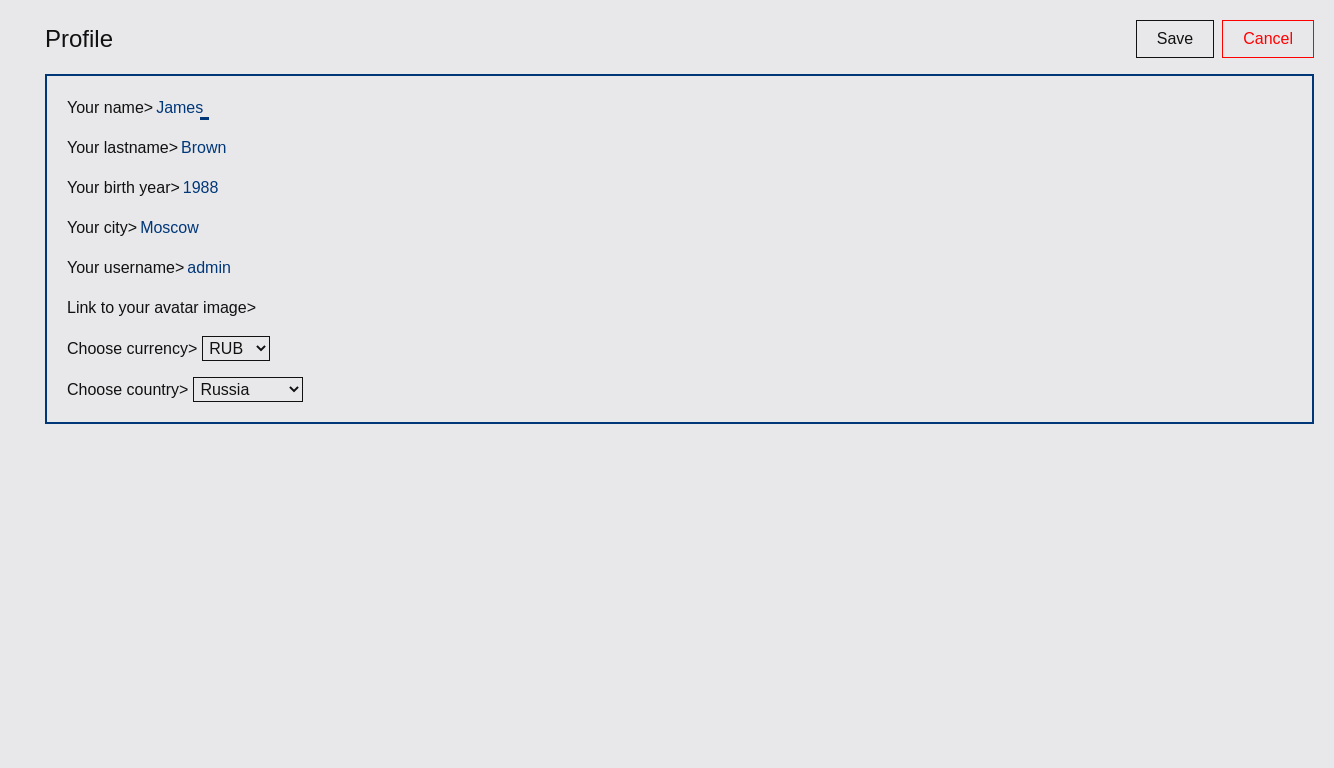 Profile
Save
Cancel
Your name> James
Your lastname> Brown
Your birth year> 1988
Your city> Moscow
Your username> admin
Link to your avatar image>
Choose currency> RUB
Choose country> Russia